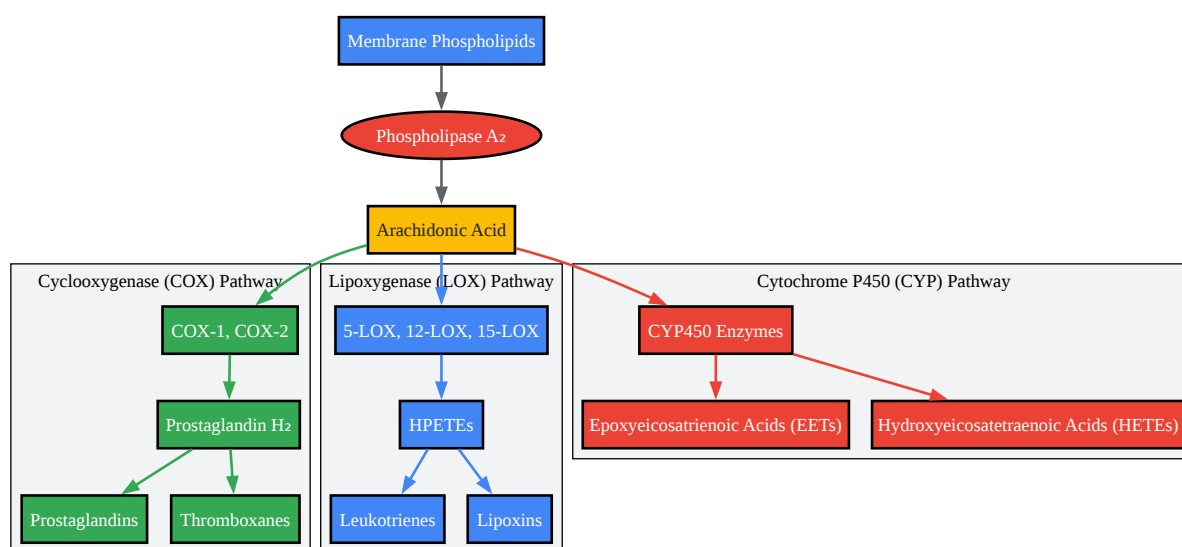 Membrane Phospholipids
Phospholipase A₂
Arachidonic Acid
Cyclooxygenase (COX) Pathway
COX-1, COX-2
Prostaglandin H₂
Prostaglandins
Thromboxanes
Lipoxygenase (LOX) Pathway
5-LOX, 12-LOX, 15-LOX
HPETEs
Leukotrienes
Lipoxins
Cytochrome P450 (CYP) Pathway
CYP450 Enzymes
Epoxyeicosatrienoic Acids (EETs)
Hydroxyeicosatetraenoic Acids (HETEs)